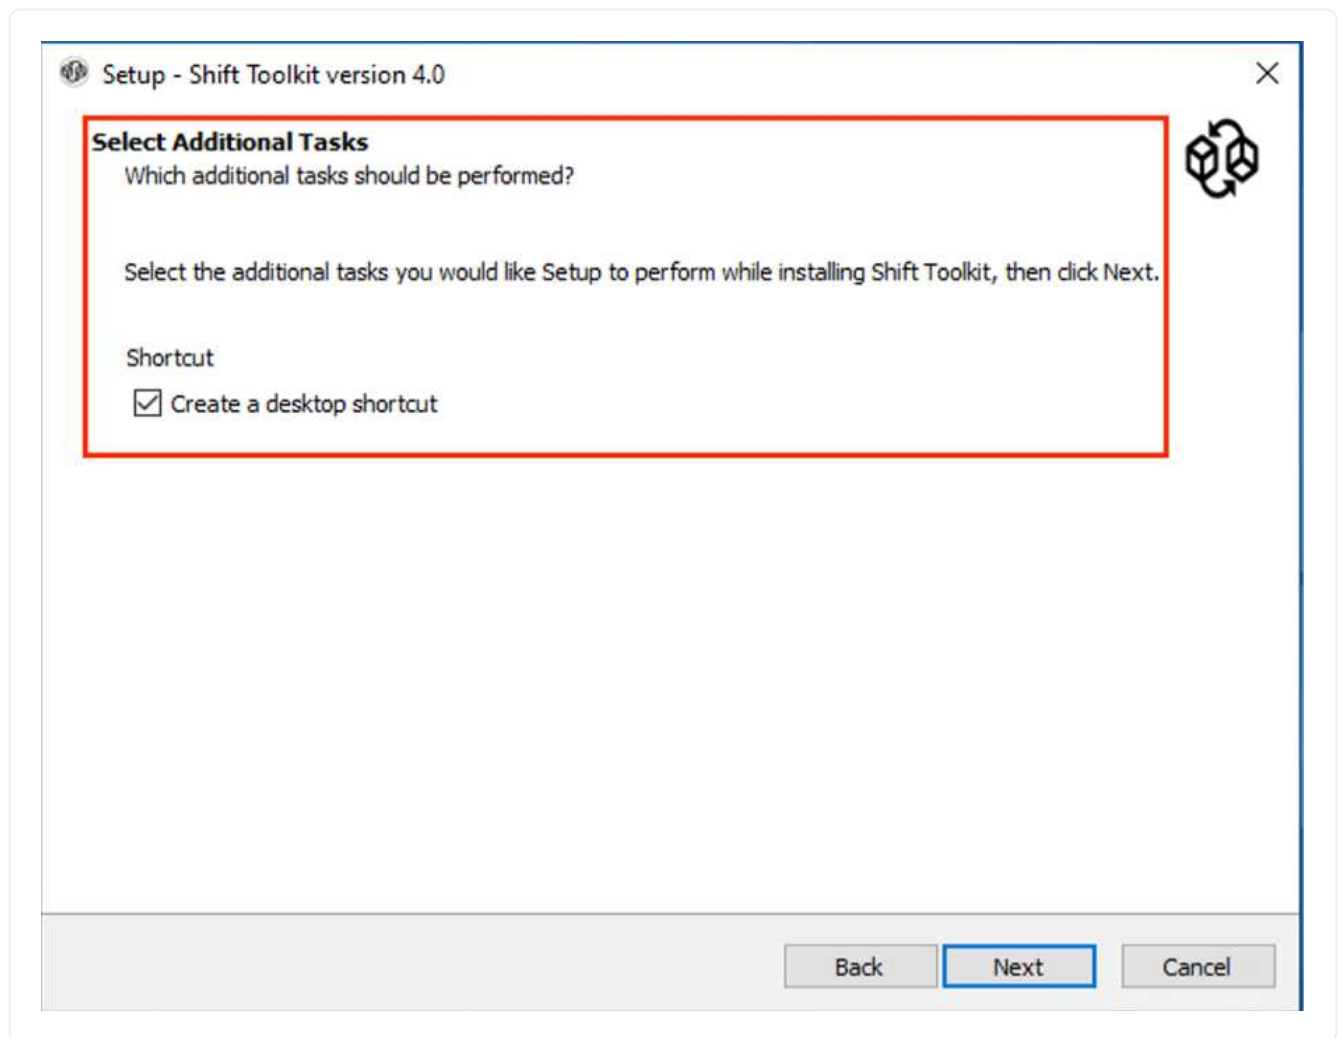 Setup - Shift Toolkit version 4.0
Select Additional Tasks
Which additional tasks should be performed?
Select the additional tasks you would like Setup to perform while installing Shift Toolkit, then click Next.
Shortcut
Create a desktop shortcut
Back Next Cancel